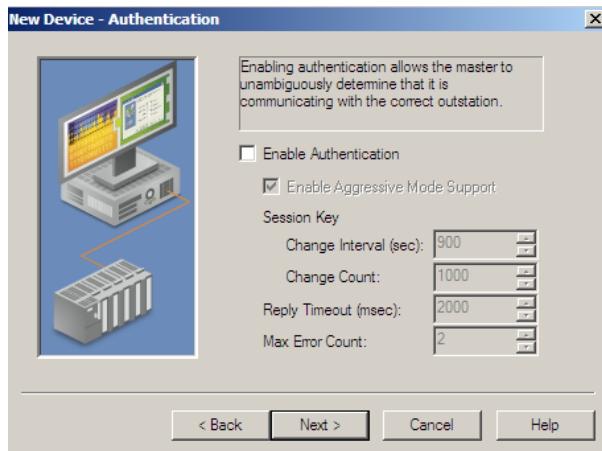 New Device - Authentication
Enabling authentication allows the master to
unambiguously determine that it is
communicating with the correct outstation.
Enable Authentication
Enable Aggressive Mode Support
Session Key
Change Interval (sec): 900
Change Count: 1000
Reply Timeout (msec): 2000
Max Error Count: 2
< Back Next > Cancel Help